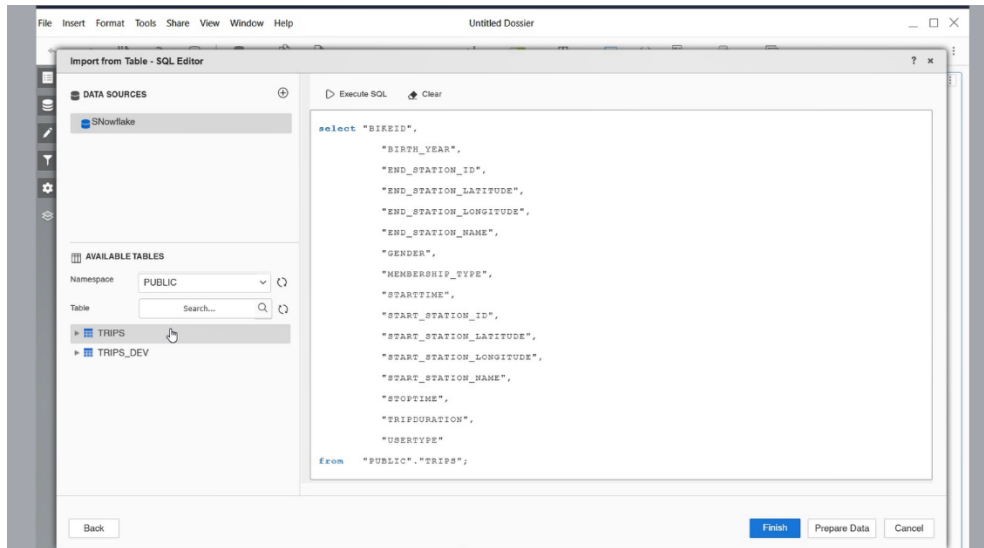 File Insert Format Tools Share View Window Help
Untitled Dossier
Import from Table - SQL Editor
? ×
DATA SOURCES
SNowflake
AVAILABLE TABLES
Namespace
PUBLIC
Table
Search...
TRIPS
TRIPS_DEV
Execute SQL Clear
select "BIKEID",
"BIRTH_YEAR",
"END_STATION_ID",
"END_STATION_LATITUDE",
"END_STATION_LONGITUDE",
"END_STATION_NAME",
"GENDER",
"MEMBERSHIP_TYPE",
"STARTTIME",
"START_STATION_ID",
"START_STATION_LATITUDE",
"START_STATION_LONGITUDE",
"START_STATION_NAME",
"STOPTIME",
"TRIPDURATION",
"USERTYPE"
from "PUBLIC"."TRIPS";
Back
Finish
Prepare Data
Cancel